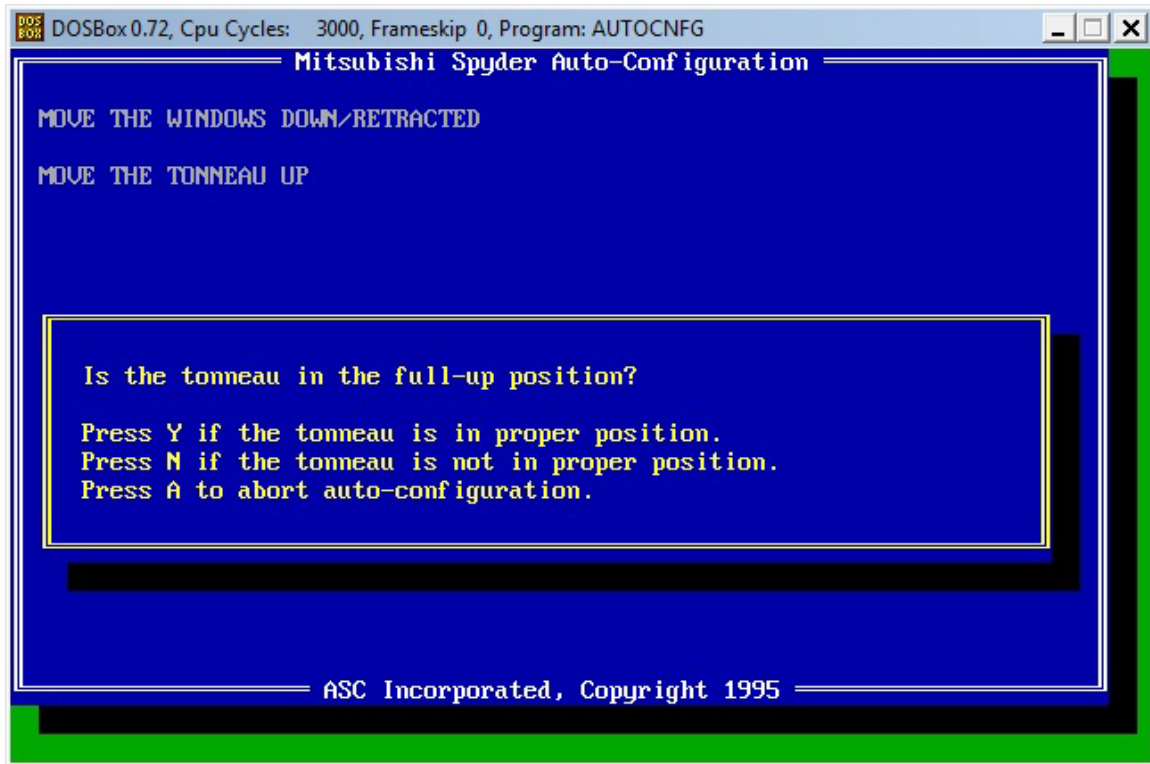 DOS BOX
DOSBox 0.72, Cpu Cycles: 3000, Frameskip 0, Program: AUTOCNFG
Mitsubishi Spyder Auto-Configuration
MOVE THE WINDOWS DOWN/RETRACTED
MOVE THE TONNEAU UP
Is the tonneau in the full-up position?
Press Y if the tonneau is in proper position.
Press N if the tonneau is not in proper position.
Press A to abort auto-configuration.
ASC Incorporated, Copyright 1995